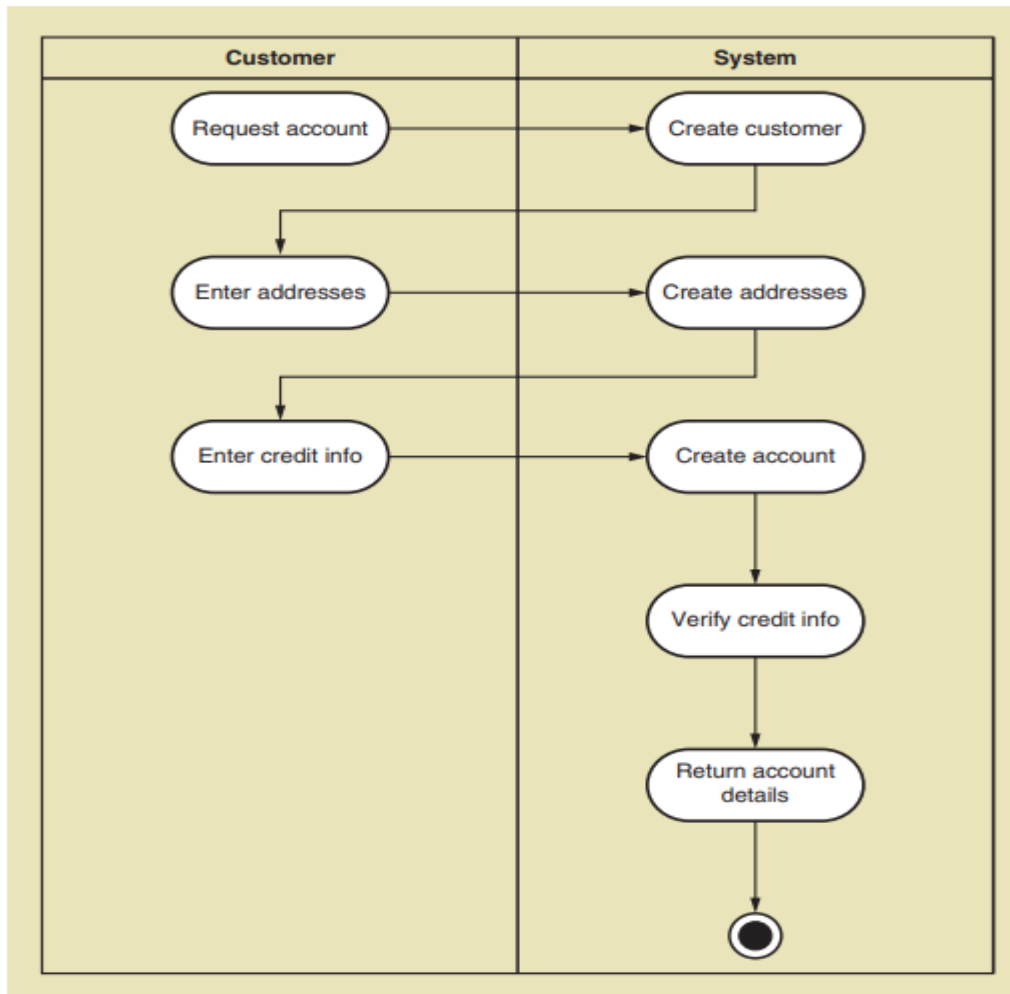 Customer
System
Request account
Create customer
Enter addresses
Create addresses
Enter credit info
Create account
Verify credit info
Return account
details